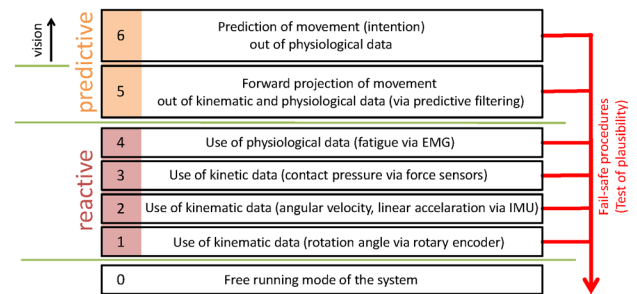 vision
predictive
6
Prediction of movement (intention)
out of physiological data
5
Forward projection of movement
out of kinematic and physiological data (via predictive filtering)
reactive
4
Use of physiological data (fatigue via EMG)
3
Use of kinetic data (contact pressure via force sensors)
2
Use of kinematic data (angular velocity, linear accelaration via IMU)
1
Use of kinematic data (rotation angle via rotary encoder)
0
Free running mode of the system
Fail-safe procedures
(Test of plausibility)